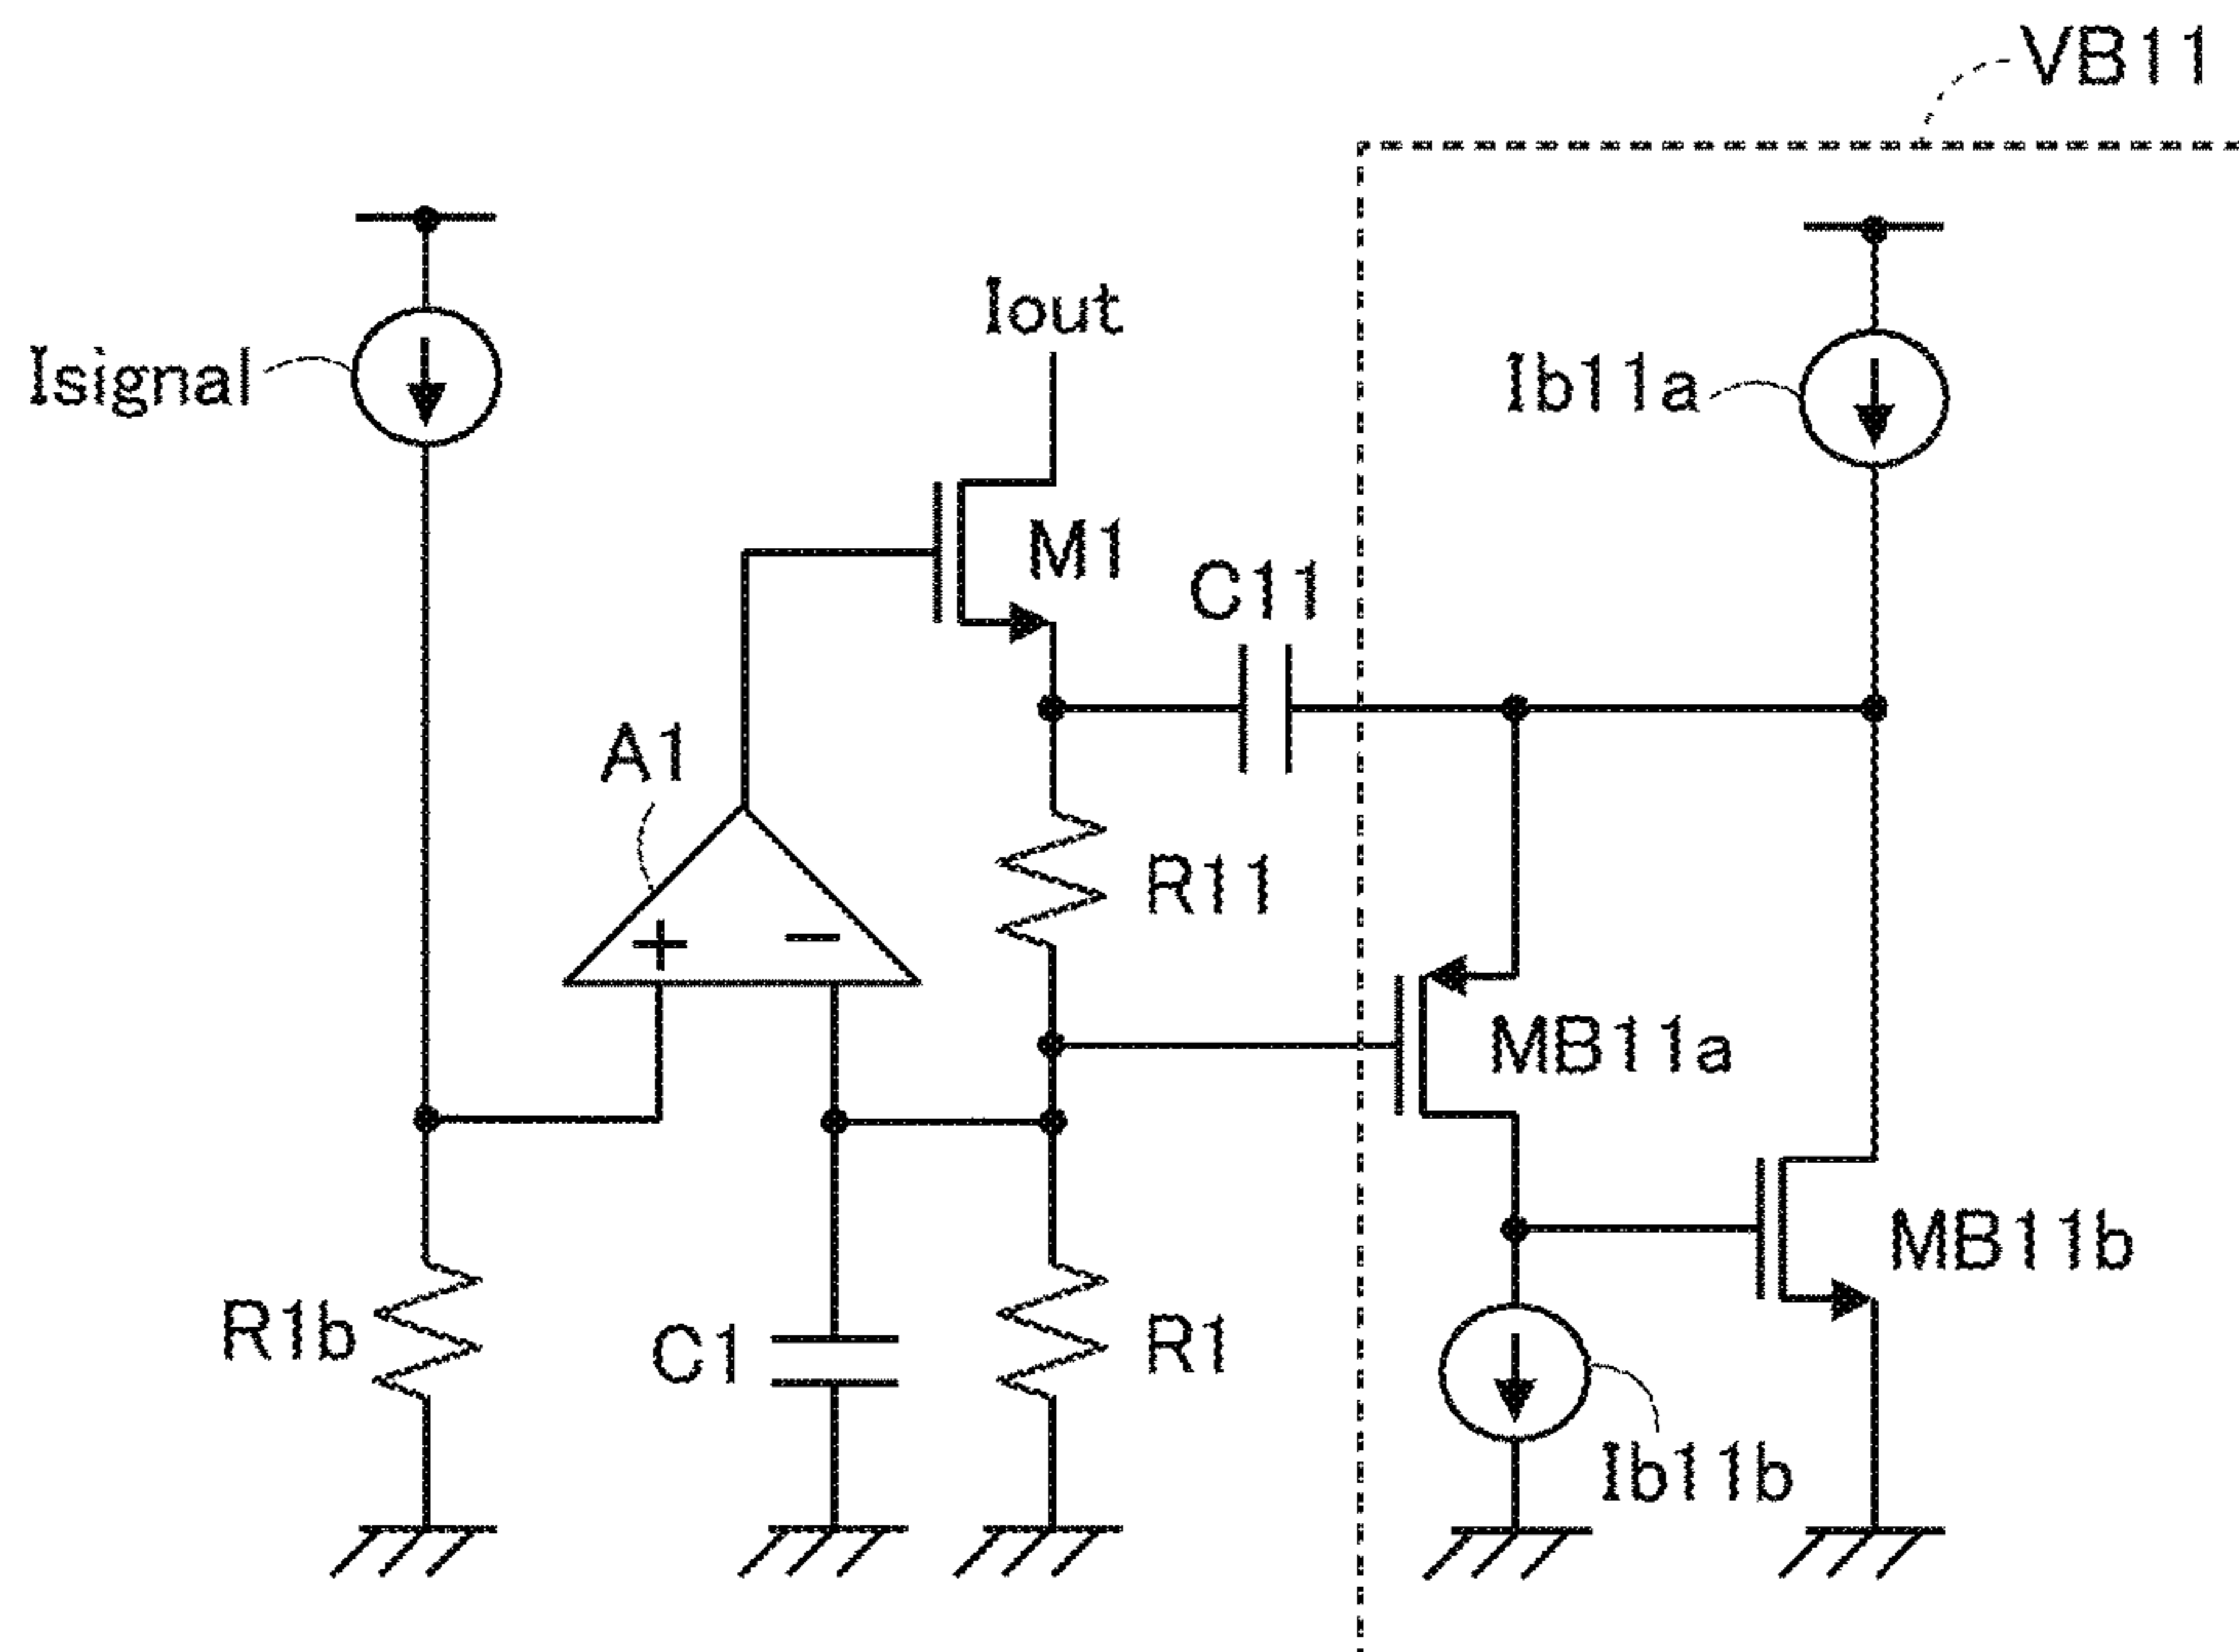 VB11
Isignal
Iout
Ib11a
M1
C11
A1
+
−
R11
MB11a
MB11b
R1b
C1
R1
Ib11b